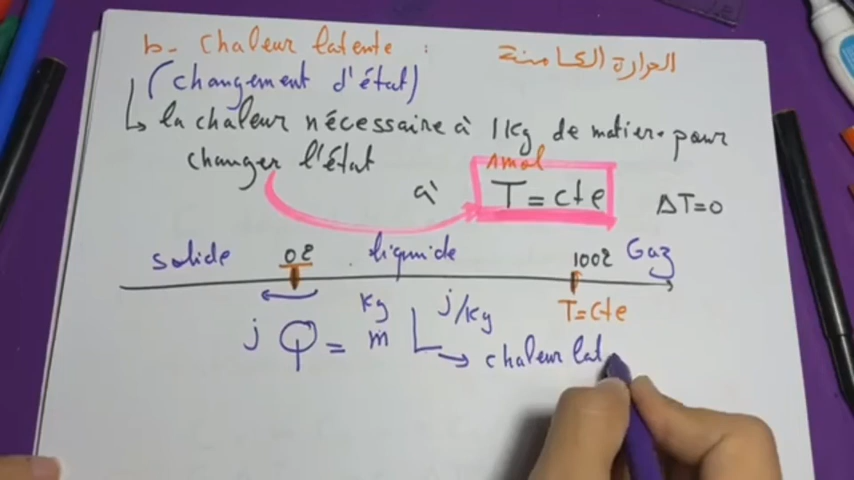 b- Chaleur latente :
الحرارة الكامنة
(changement d'état)
la chaleur nécessaire à 1kg de matière pour
changer l'état
1mol
à T = cte ΔT=0
solide 0°C liquide 100°C Gaz
T=cte
kg j/kg
j Q = m L
chaleur lat